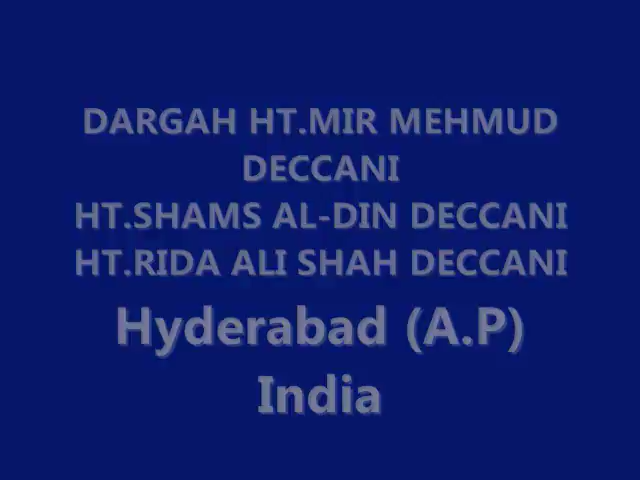 DARGAH HT.MIR MEHMUD
DECCANI
HT.SHAMS AL-DIN DECCANI
HT.RIDA ALI SHAH DECCANI
Hyderabad (A.P)
India